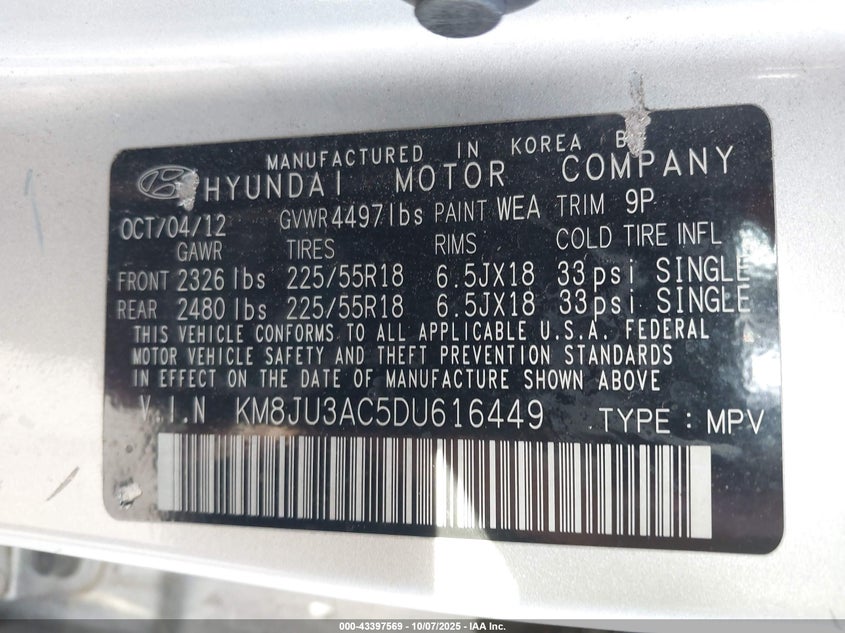 MANUFACTURED IN KOREA B
HYUNDAI MOTOR COMPANY
OCT/04/12 GVWR 4497 lbs PAINT WEA TRIM 9P
GAWR TIRES RIMS COLD TIRE INFL
FRONT 2326 lbs 225/55R18 6.5JX18 33 psi SINGLE
REAR 2480 lbs 225/55R18 6.5JX18 33 psi SINGLE
THIS VEHICLE CONFORMS TO ALL APPLICABLE U.S.A. FEDERAL
MOTOR VEHICLE SAFETY AND THEFT PREVENTION STANDARDS
IN EFFECT ON THE DATE OF MANUFACTURE SHOWN ABOVE
V.I.N KM8JU3AC5DU616449 TYPE : MPV
000-43397569 - 10/07/2025 - IAA Inc.